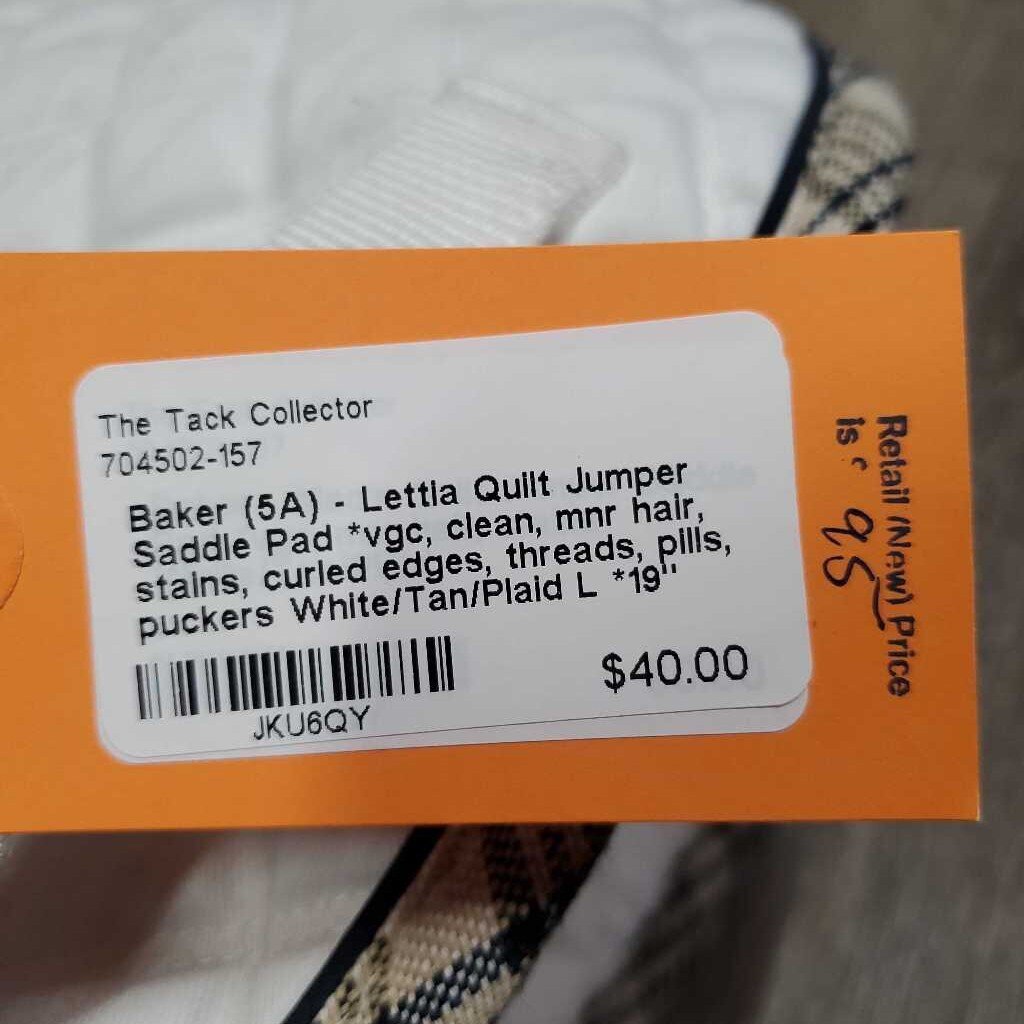 The Tack Collector
704502-157
Baker (5A) - Lettia Quilt Jumper
Saddle Pad *vgc, clean, mnr hair,
stains, curled edges, threads, pills,
puckers White/Tan/Plaid L *19"
$40.00
JKU6QY
Retail (New) Price
is 95